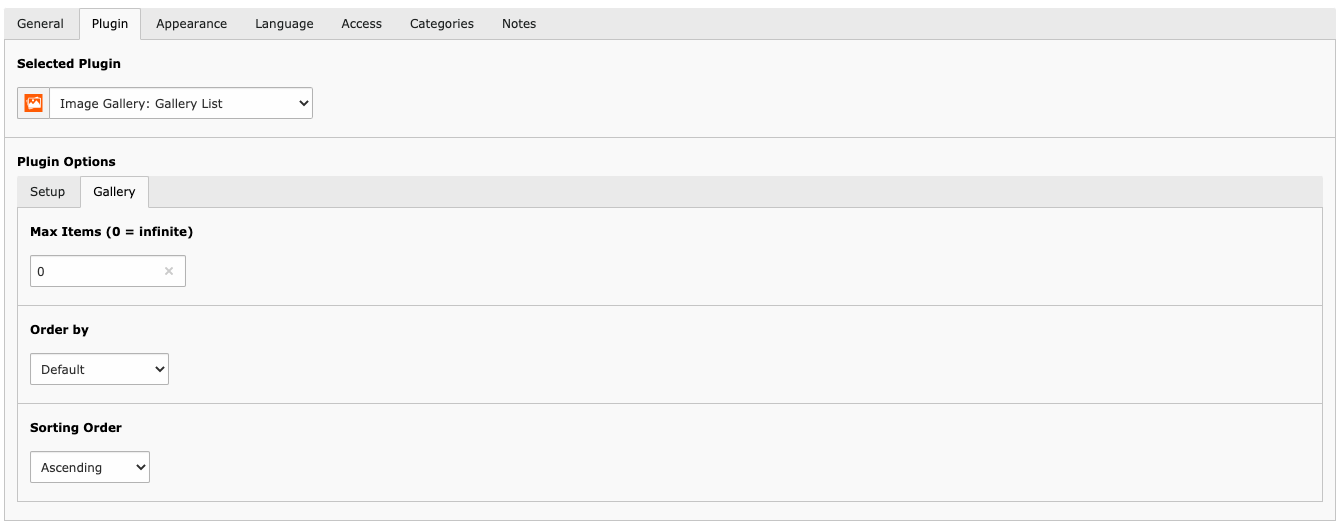 General Plugin Appearance Language Access Categories Notes
Selected Plugin
Image Gallery: Gallery List
Plugin Options
Setup Gallery
Max Items (0 = infinite)
0
Order by
Default
Sorting Order
Ascending